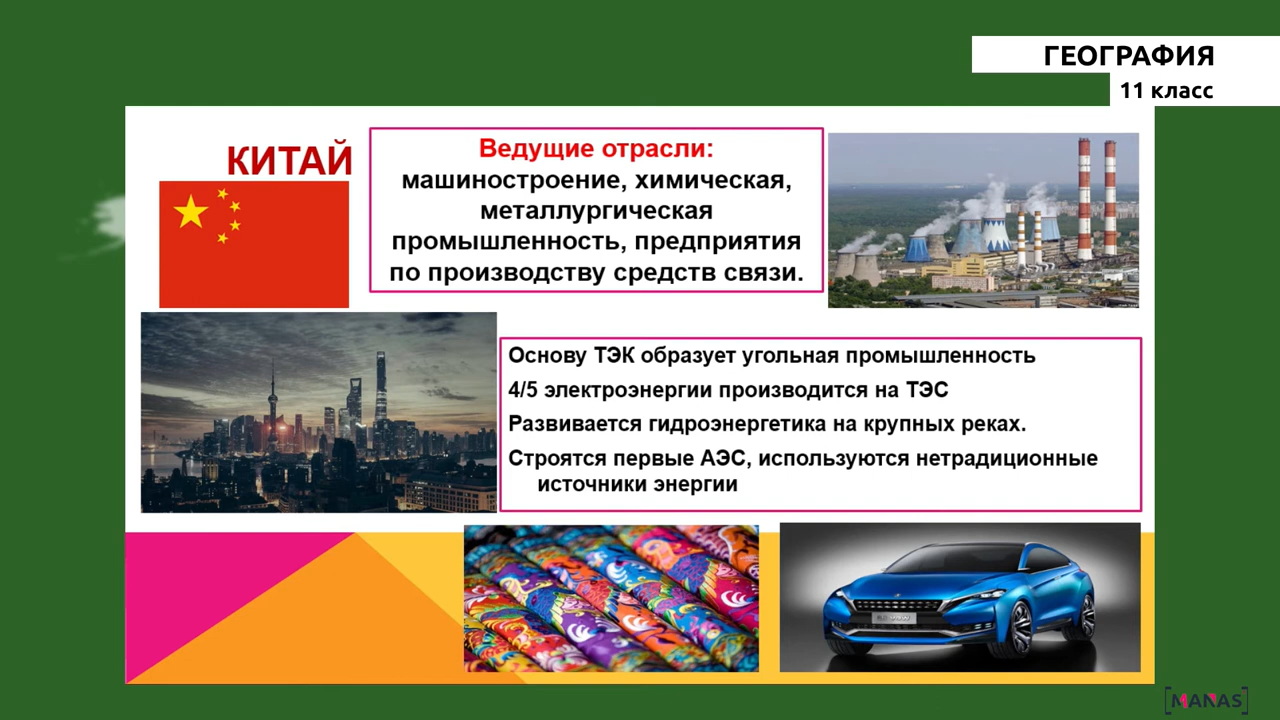 ГЕОГРАФИЯ
11 класс
КИТАЙ
Ведущие отрасли:
машиностроение, химическая,
металлургическая
промышленность, предприятия
по производству средств связи.
Основу ТЭК образует угольная промышленность
4/5 электроэнергии производится на ТЭС
Развивается гидроэнергетика на крупных реках.
Строятся первые АЭС, используются нетрадиционные
источники энергии
[MANAS]